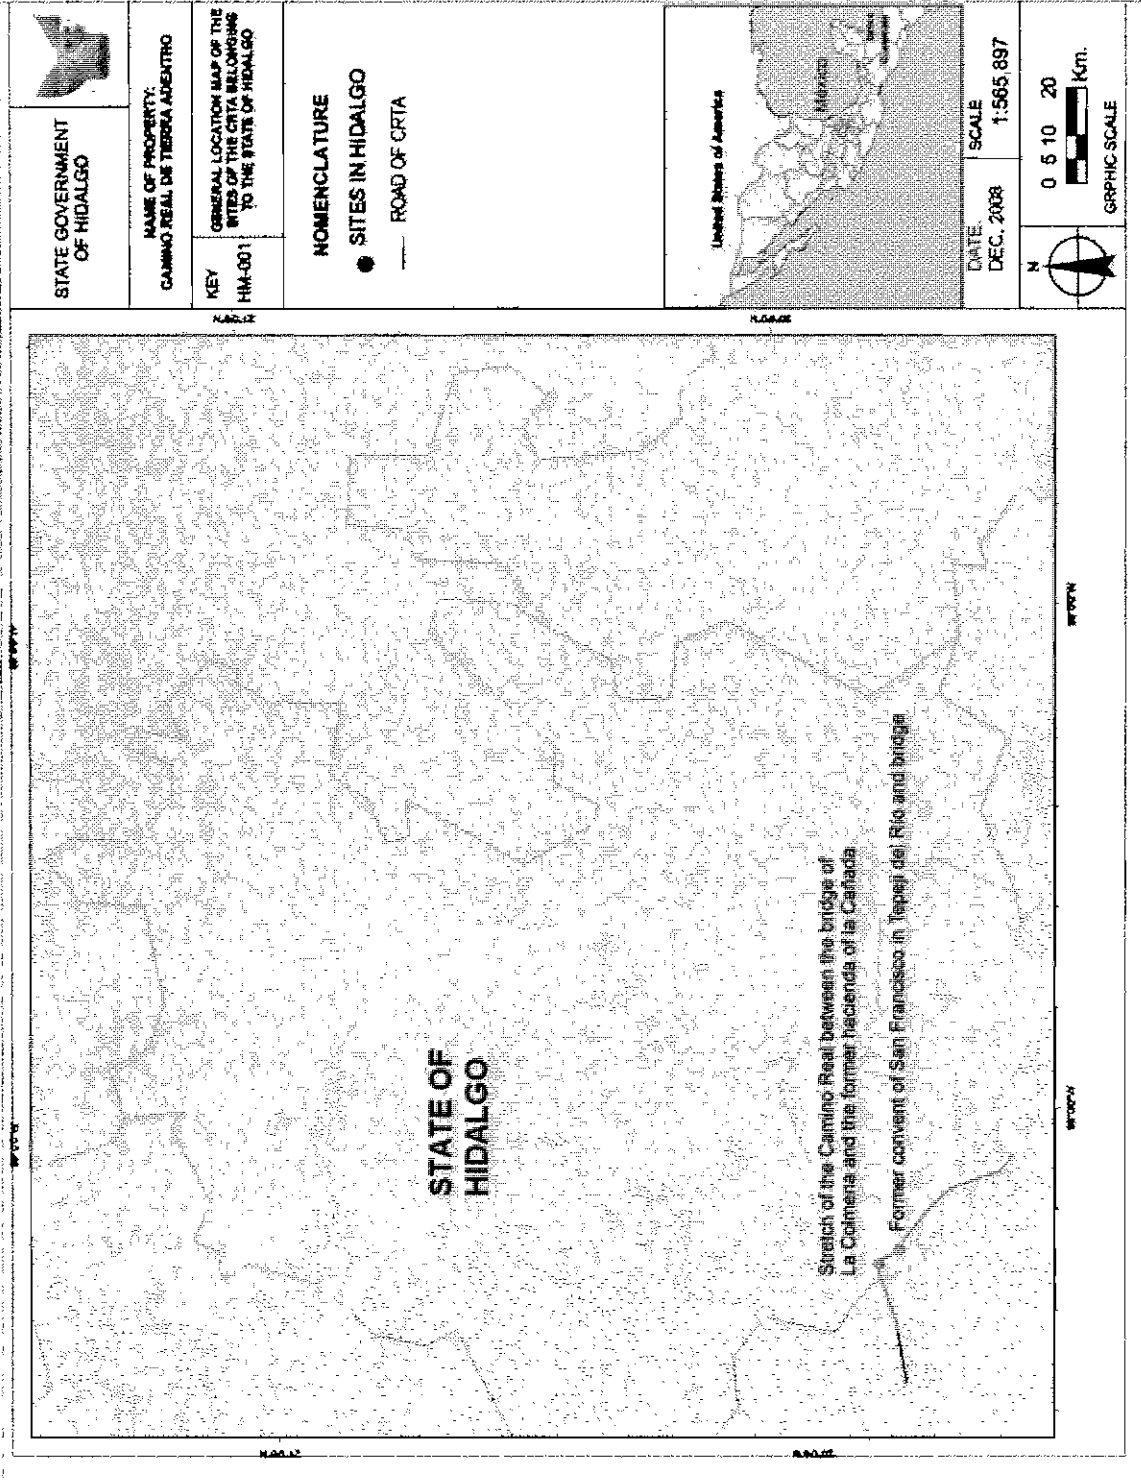 STATE GOVERNMENT
OF HIDALGO
NAME OF PROPERTY:
CAMINO REAL DE TIERRA ADENTRO
KEY
HM-001
GENERAL LOCATION MAP OF THE
SITES OF THE CRTA BELONGING
TO THE STATE OF HIDALGO
NOMENCLATURE
SITES IN HIDALGO
ROAD OF CRTA
United States of America
Mexico
DATE:
DEC. 2008
SCALE
1:565,897
N
0 5 10 20
Km.
GRPHIC SCALE
STATE OF
HIDALGO
Stretch of the Camino Real between the bridge of
La Colmena and the former hacienda of la Cañada
Former convent of San Francisco in Tepeji del Río and bridge